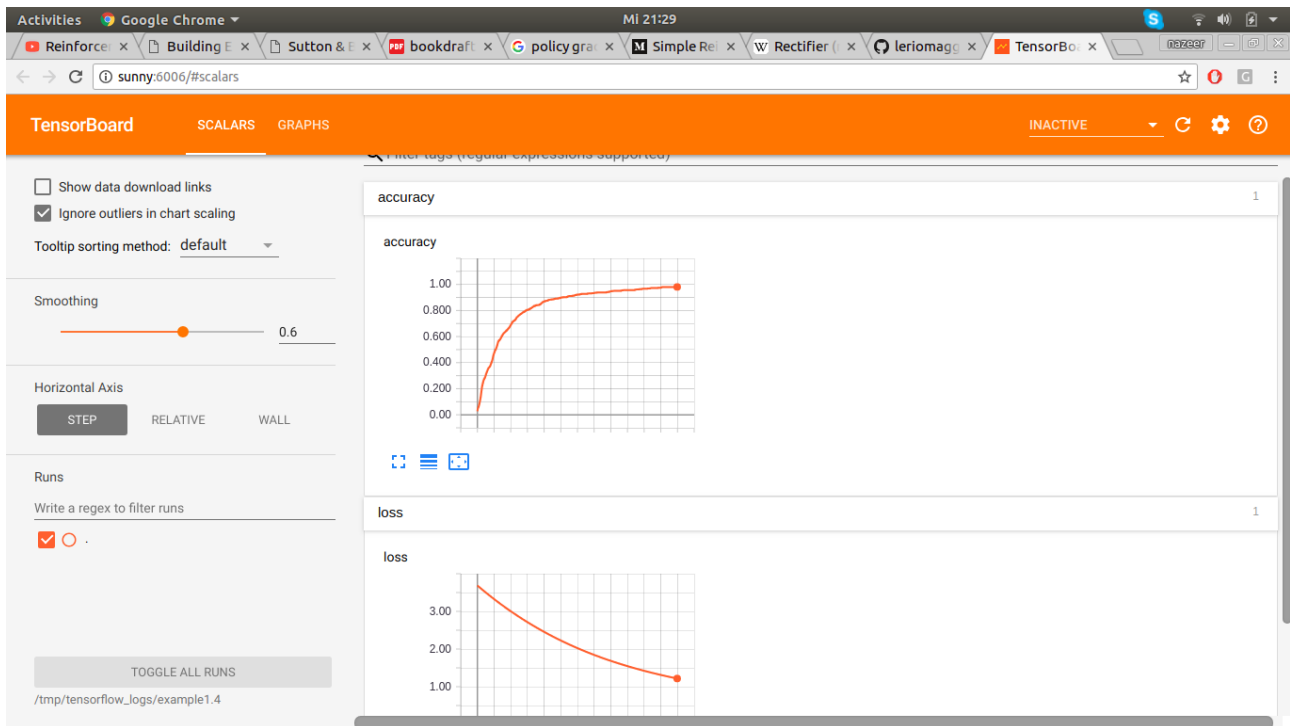 Activities Google Chrome Mi 21:29
Reinforcer Building E Sutton & E bookdraft policy grad Simple Rei Rectifier ( leriomagg TensorBoa nazeer
sunny:6006/#scalars
TensorBoard SCALARS GRAPHS INACTIVE
Filter tags (regular expressions supported)
Show data download links
Ignore outliers in chart scaling
Tooltip sorting method: default
Smoothing
0.6
Horizontal Axis
STEP RELATIVE WALL
Runs
Write a regex to filter runs
.
TOGGLE ALL RUNS
/tmp/tensorflow_logs/example1.4
accuracy 1
accuracy
1.00
0.800
0.600
0.400
0.200
0.00
loss 1
loss
3.00
2.00
1.00